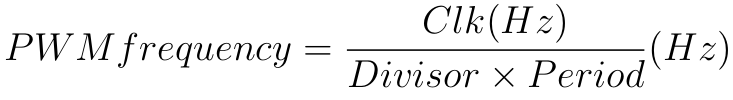 PWMfrequency = Clk(Hz) / Divisor × Period (Hz)